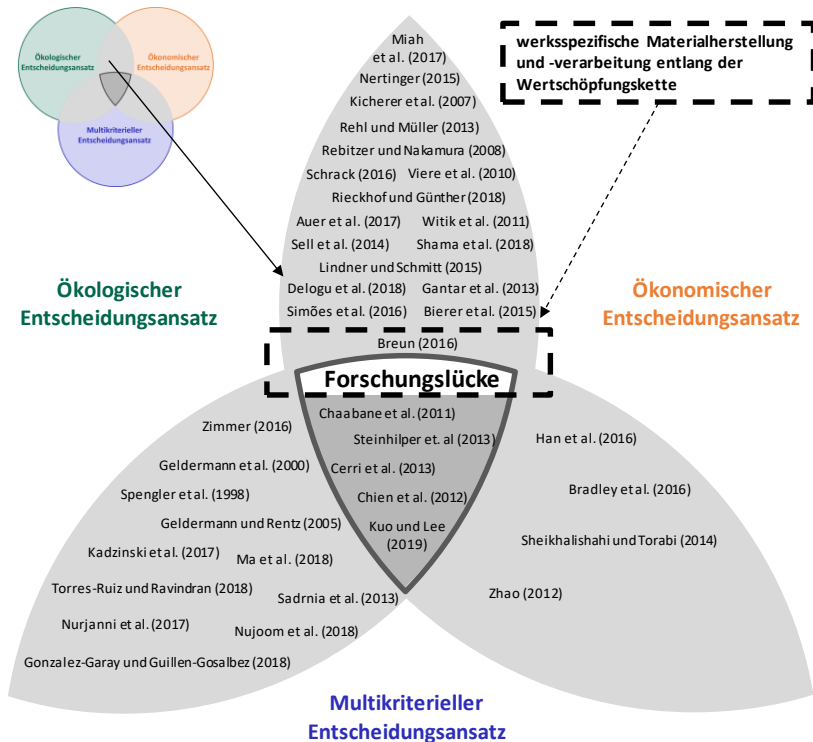 Ökologischer
Entscheidungsansatz
Ökonomischer
Entscheidungsansatz
Multikriterieller
Entscheidungsansatz
werksspezifische Materialherstellung
und -verarbeitung entlang der
Wertschöpfungskette
Miah
et al. (2017)
Nertinger (2015)
Kicherer et al. (2007)
Rehl und Müller (2013)
Rebitzer und Nakamura (2008)
Schrack (2016) Viere et al. (2010)
Rieckhof und Günther (2018)
Auer et al. (2017) Witik et al. (2011)
Sell et al. (2014) Shama et al. (2018)
Lindner und Schmitt (2015)
Delogu et al. (2018) Gantar et al. (2013)
Simões et al. (2016) Bierer et al. (2015)
Breun (2016)
Ökologischer
Entscheidungsansatz
Ökonomischer
Entscheidungsansatz
Forschungslücke
Chaabane et al. (2011)
Steinhilper et. al (2013)
Cerri et al. (2013)
Chien et al. (2012)
Kuo und Lee
(2019)
Zimmer (2016)
Geldermann et al. (2000)
Spengler et al. (1998)
Geldermann und Rentz (2005)
Kadzinski et al. (2017)
Ma et al. (2018)
Torres-Ruiz und Ravindran (2018)
Sadrnia et al. (2013)
Nurjanni et al. (2017)
Nujoom et al. (2018)
Gonzalez-Garay und Guillen-Gosalbez (2018)
Han et al. (2016)
Bradley et al. (2016)
Sheikhalishahi und Torabi (2014)
Zhao (2012)
Multikriterieller
Entscheidungsansatz